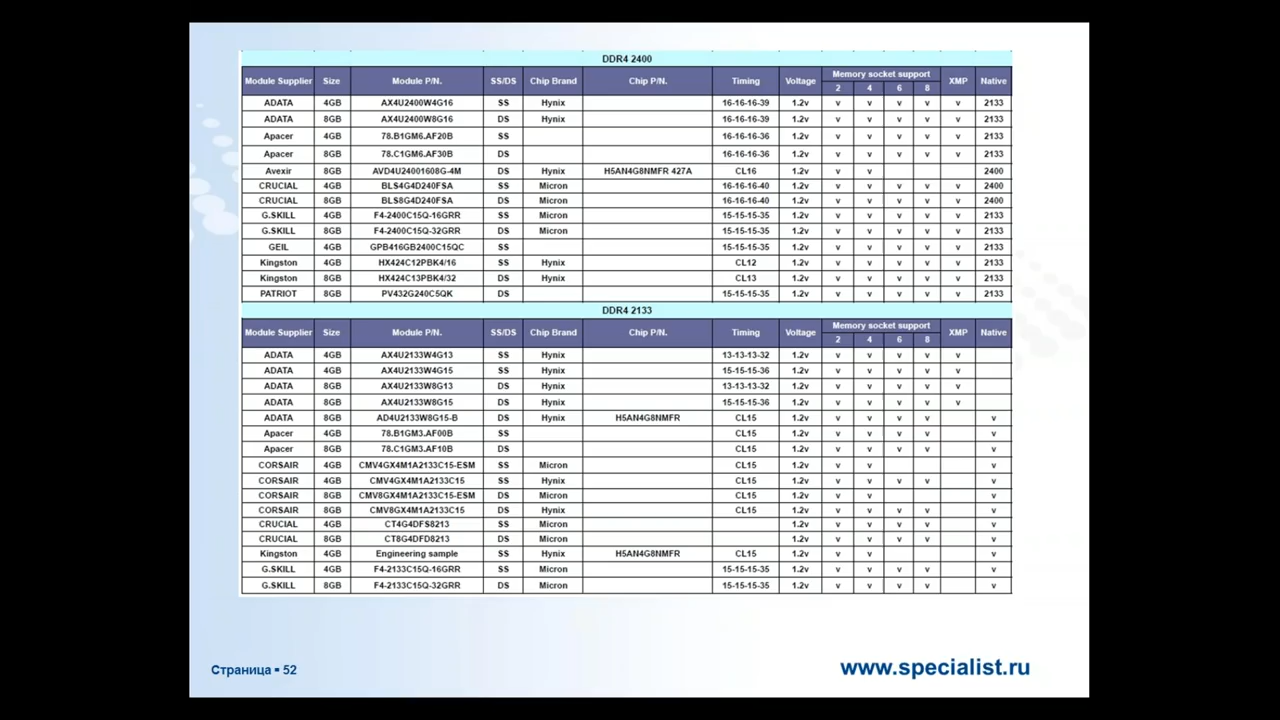 DDR4 2400
Module Supplier Size Module P/N. SS/DS Chip Brand Chip P/N. Timing Voltage Memory socket support XMP Native
2 4 6 8
ADATA 4GB AX4U2400W4G16 SS Hynix 16-16-16-39 1.2v v v v v v 2133
ADATA 8GB AX4U2400W8G16 DS Hynix 16-16-16-39 1.2v v v v v v 2133
Apacer 4GB 78.B1GM6.AF20B SS 16-16-16-36 1.2v v v v v v 2133
Apacer 8GB 78.C1GM6.AF30B DS 16-16-16-36 1.2v v v v v v 2133
Avexir 8GB AVD4U24001608G-4M DS Hynix H5AN4G8NMFR 427A CL16 1.2v v v 2400
CRUCIAL 4GB BLS4G4D240FSA SS Micron 16-16-16-40 1.2v v v v v v 2400
CRUCIAL 8GB BLS8G4D240FSA DS Micron 16-16-16-40 1.2v v v v v v 2400
G.SKILL 4GB F4-2400C15Q-16GRR SS Micron 15-15-15-35 1.2v v v v v v 2133
G.SKILL 8GB F4-2400C15Q-32GRR DS Micron 15-15-15-35 1.2v v v v v v 2133
GEIL 4GB GPB416GB2400C15QC SS 15-15-15-35 1.2v v v v v v 2133
Kingston 4GB HX424C12PBK4/16 SS Hynix CL12 1.2v v v v v v 2133
Kingston 8GB HX424C13PBK4/32 DS Hynix CL13 1.2v v v v v v 2133
PATRIOT 8GB PV432G240C5QK DS 15-15-15-35 1.2v v v v v v 2133
DDR4 2133
Module Supplier Size Module P/N. SS/DS Chip Brand Chip P/N. Timing Voltage Memory socket support XMP Native
2 4 6 8
ADATA 4GB AX4U2133W4G13 SS Hynix 13-13-13-32 1.2v v v v v v
ADATA 4GB AX4U2133W4G15 SS Hynix 15-15-15-36 1.2v v v v v v
ADATA 8GB AX4U2133W8G13 DS Hynix 13-13-13-32 1.2v v v v v v
ADATA 8GB AX4U2133W8G15 DS Hynix 15-15-15-36 1.2v v v v v v
ADATA 8GB AD4U2133W8G15-B DS Hynix H5AN4G8NMFR CL15 1.2v v v v v v
Apacer 4GB 78.B1GM3.AF00B SS CL15 1.2v v v v v v
Apacer 8GB 78.C1GM3.AF10B DS CL15 1.2v v v v v v
CORSAIR 4GB CMV4GX4M1A2133C15-ESM SS Micron CL15 1.2v v v v
CORSAIR 4GB CMV4GX4M1A2133C15 SS Hynix CL15 1.2v v v v v v
CORSAIR 8GB CMV8GX4M1A2133C15-ESM DS Micron CL15 1.2v v v v
CORSAIR 8GB CMV8GX4M1A2133C15 DS Hynix CL15 1.2v v v v v v
CRUCIAL 4GB CT4G4DFS8213 SS Micron 1.2v v v v v v
CRUCIAL 8GB CT8G4DFD8213 DS Micron 1.2v v v v v v
Kingston 4GB Engineering sample SS Hynix H5AN4G8NMFR CL15 1.2v v v v
G.SKILL 4GB F4-2133C15Q-16GRR SS Micron 15-15-15-35 1.2v v v v v v
G.SKILL 8GB F4-2133C15Q-32GRR DS Micron 15-15-15-35 1.2v v v v v v
Страница ▪ 52
www.specialist.ru